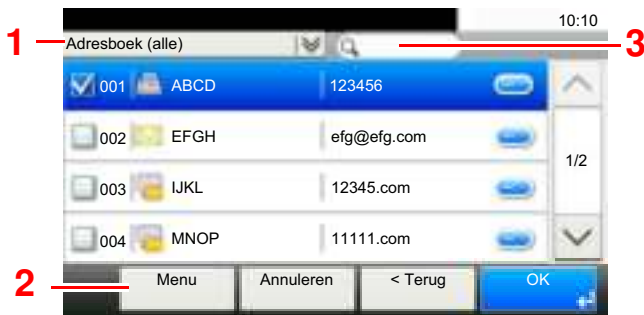 10:10
1 Adresboek (alle) 3
001 ABCD 123456
002 EFGH efg@efg.com
1/2
003 IJKL 12345.com
004 MNOP 11111.com
2 Menu Annuleren < Terug OK